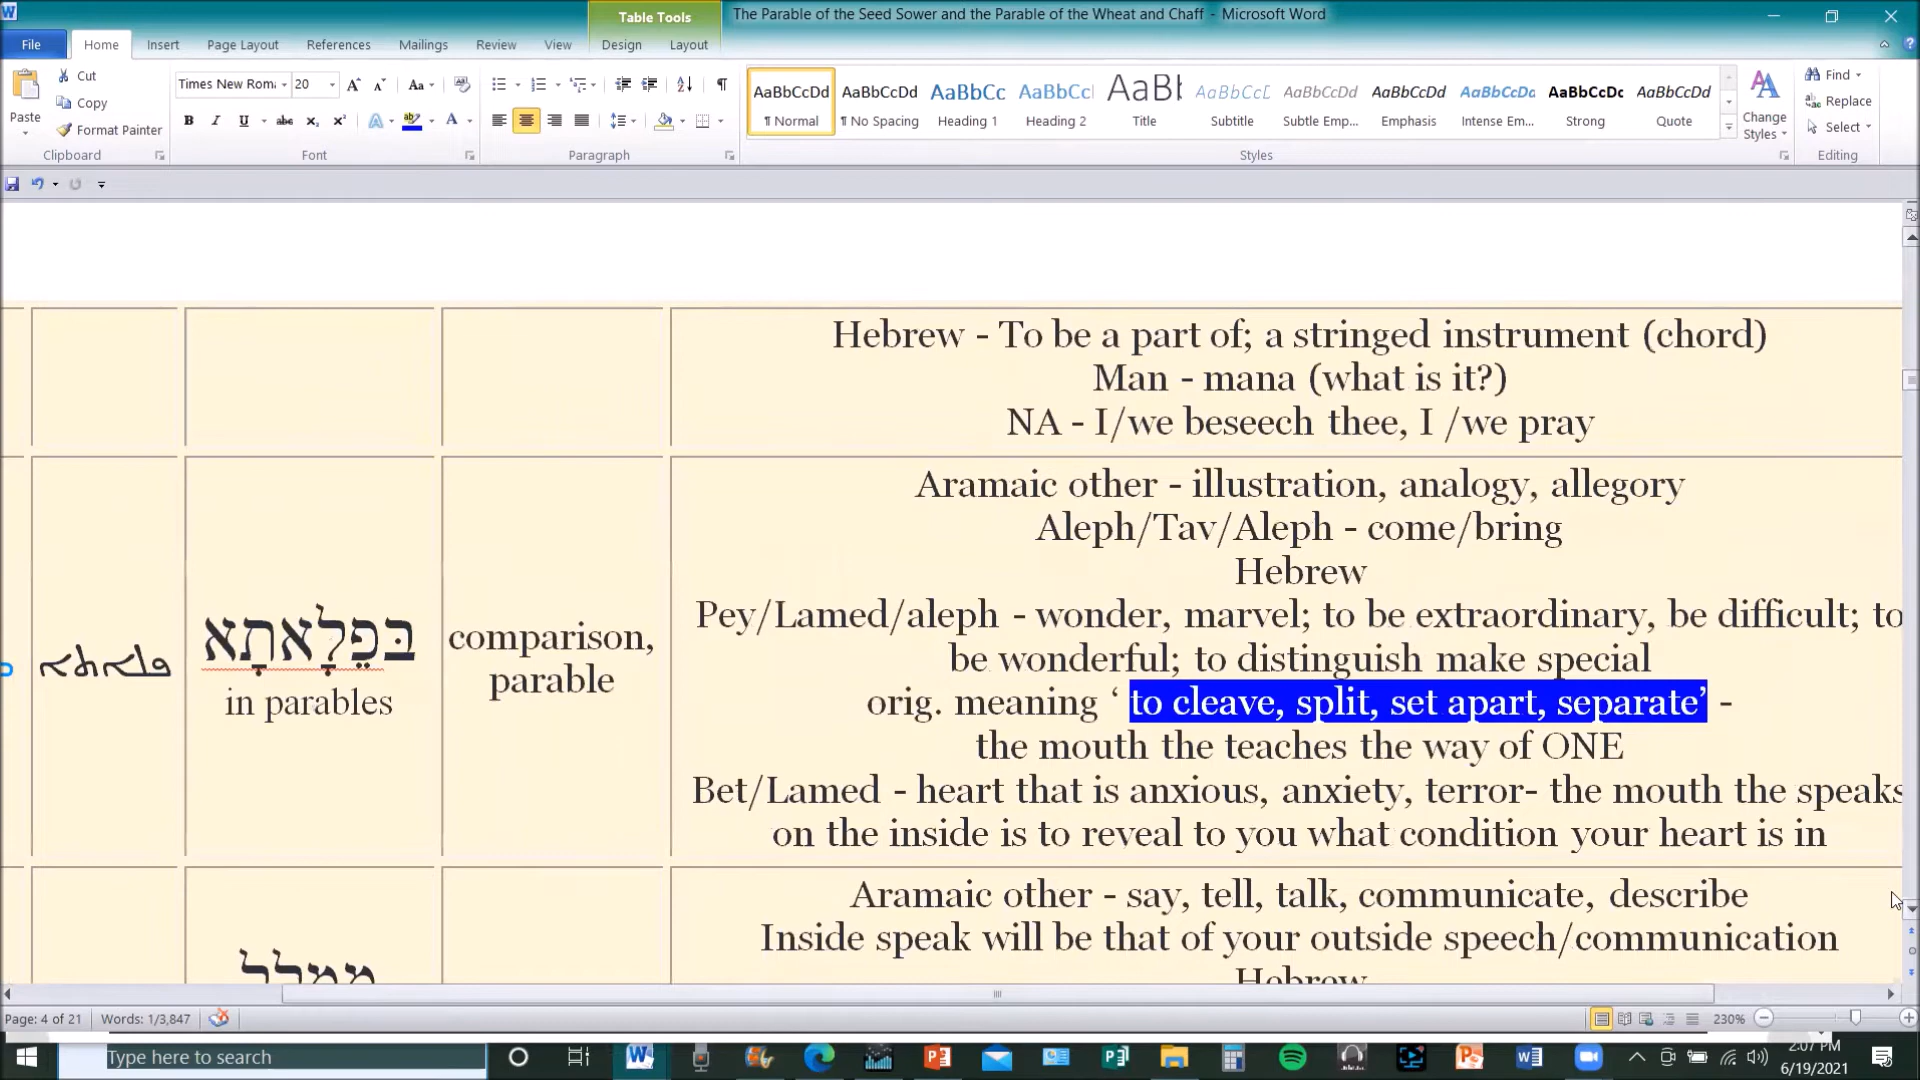 The Parable of the Seed Sower and the Parable of the Wheat and Chaff - Microsoft Word
Table Tools
File Home Insert Page Layout References Mailings Review View Design Layout
Cut
Copy
Format Painter
Paste
Clipboard
Times New Roma 20
Font
Paragraph
AaBbCcDd AaBbCcDd AaBbCc AaBbCcI AaBl AaBbCcL AaBbCcDd AaBbCcDd AaBbCcDd AaBbCcDc AaBbCcDd
¶ Normal ¶ No Spacing Heading 1 Heading 2 Title Subtitle Subtle Emp... Emphasis Intense Em... Strong Quote
Styles
Change Styles
Find
Replace
Select
Editing
Hebrew - To be a part of; a stringed instrument (chord)
Man - mana (what is it?)
NA - I/we beseech thee, I /we pray
ܦܠܐܬܐ
בּפֵלָאתָא
in parables
comparison,
parable
Aramaic other - illustration, analogy, allegory
Aleph/Tav/Aleph - come/bring
Hebrew
Pey/Lamed/aleph - wonder, marvel; to be extraordinary, be difficult; to
be wonderful; to distinguish make special
orig. meaning ‘ to cleave, split, set apart, separate’ -
the mouth the teaches the way of ONE
Bet/Lamed - heart that is anxious, anxiety, terror- the mouth the speaks
on the inside is to reveal to you what condition your heart is in
ממלל
Aramaic other - say, tell, talk, communicate, describe
Inside speak will be that of your outside speech/communication
Hebrew
Page: 4 of 21 Words: 1/3,847 230%
Type here to search
2:07 PM
6/19/2021